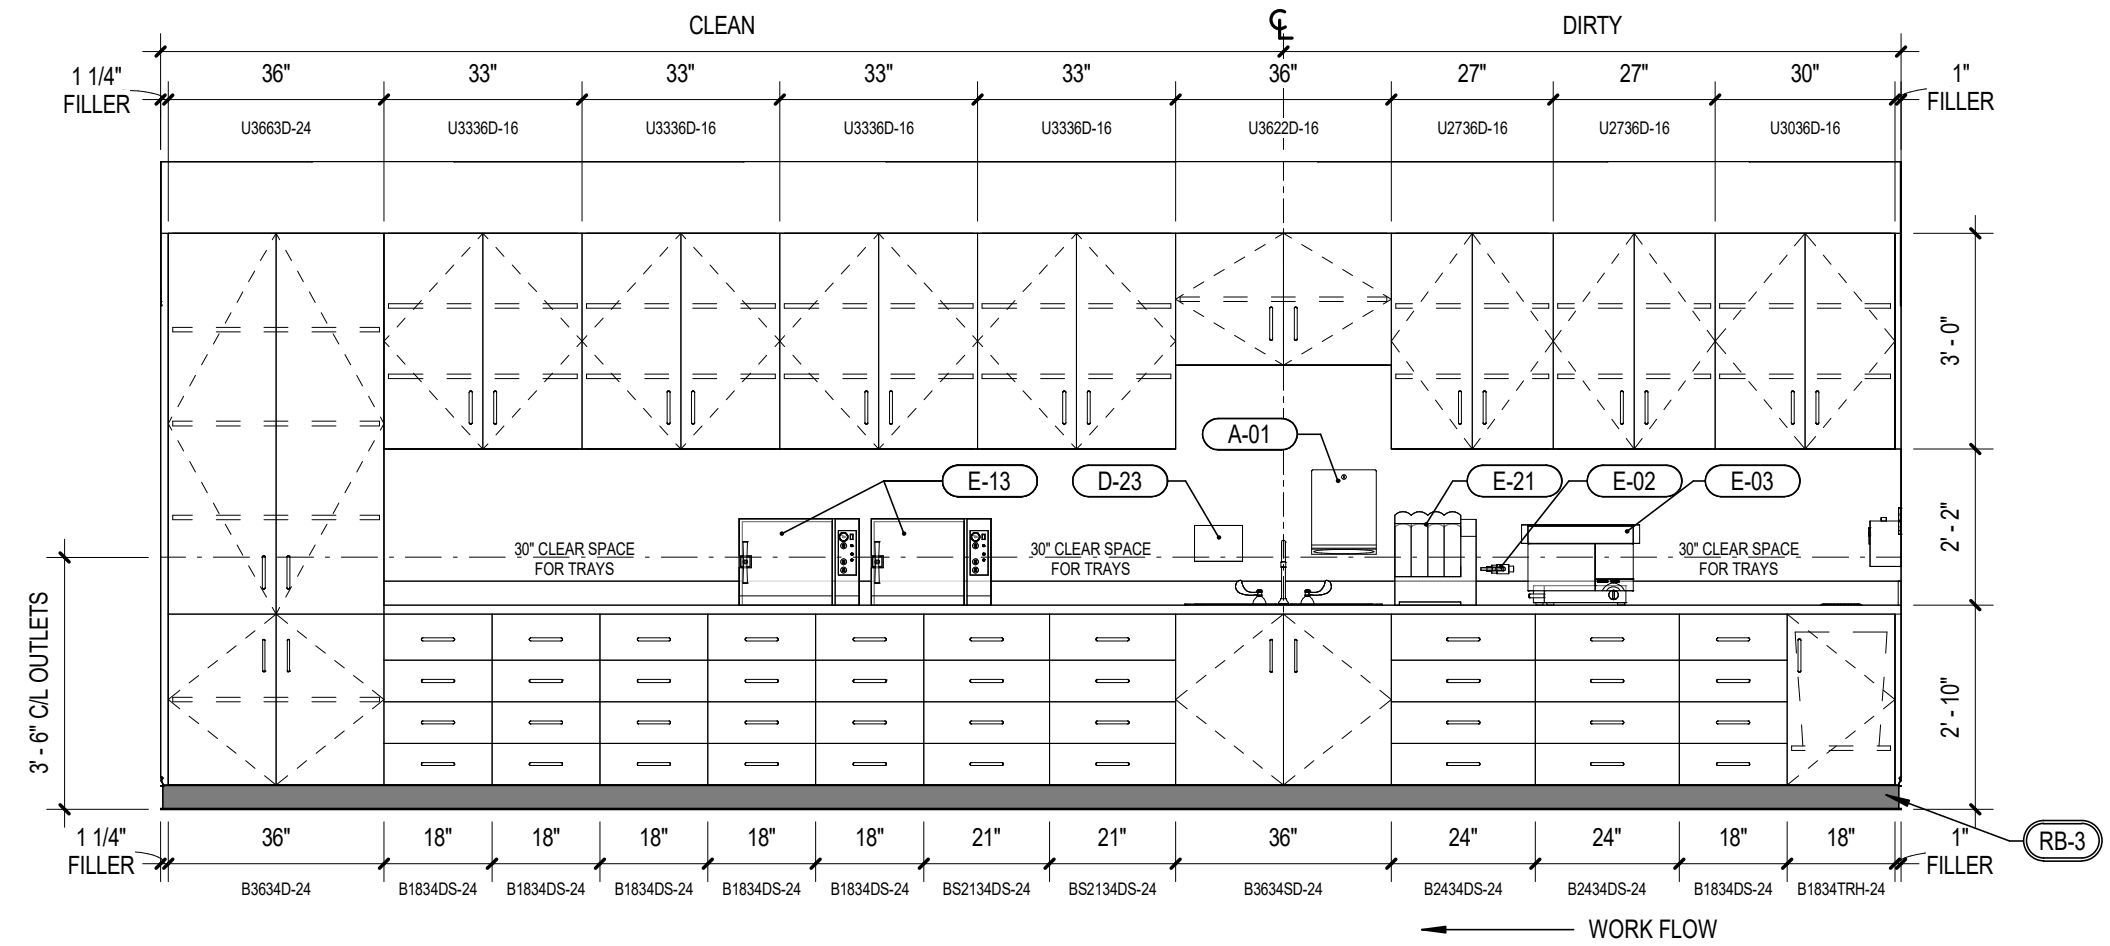 CLEAN
℄
DIRTY
1 1/4"
FILLER
36"
33"
33"
33"
33"
36"
27"
27"
30"
1"
FILLER
U3663D-24
U3336D-16
U3336D-16
U3336D-16
U3336D-16
U3622D-16
U2736D-16
U2736D-16
U3036D-16
3' - 0"
A-01
E-13
D-23
E-21
E-02
E-03
2' - 2"
30" CLEAR SPACE
FOR TRAYS
30" CLEAR SPACE
FOR TRAYS
30" CLEAR SPACE
FOR TRAYS
3' - 6" C/L OUTLETS
2' - 10"
1 1/4"
FILLER
36"
18"
18"
18"
18"
18"
21"
21"
36"
24"
24"
18"
18"
1"
FILLER
RB-3
B3634D-24
B1834DS-24
B1834DS-24
B1834DS-24
B1834DS-24
B1834DS-24
BS2134DS-24
BS2134DS-24
B3634SD-24
B2434DS-24
B2434DS-24
B1834DS-24
B1834TRH-24
WORK FLOW